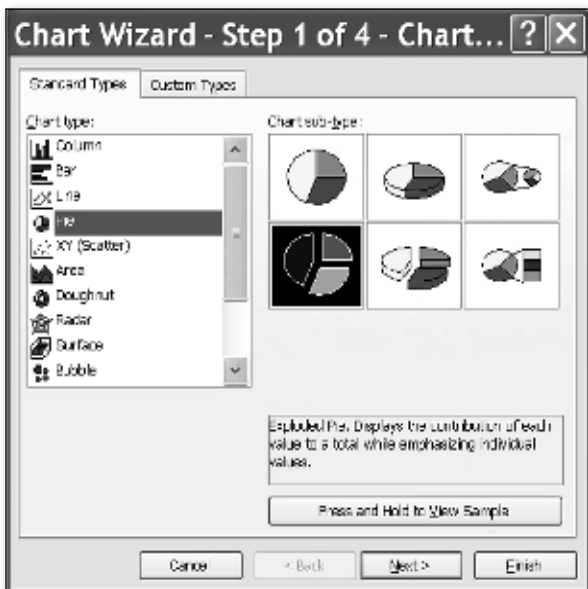 Chart Wizard - Step 1 of 4 - Chart... ? X
Standard Types Custom Types
Chart type:
Chart sub-type:
Column
Bar
Line
Pie
XY (Scatter)
Area
Doughnut
Radar
Surface
Bubble
Exploded Pie. Displays the contribution of each
value to a total while emphasizing individual
values.
Press and Hold to View Sample
Cancel < Back Next > Finish